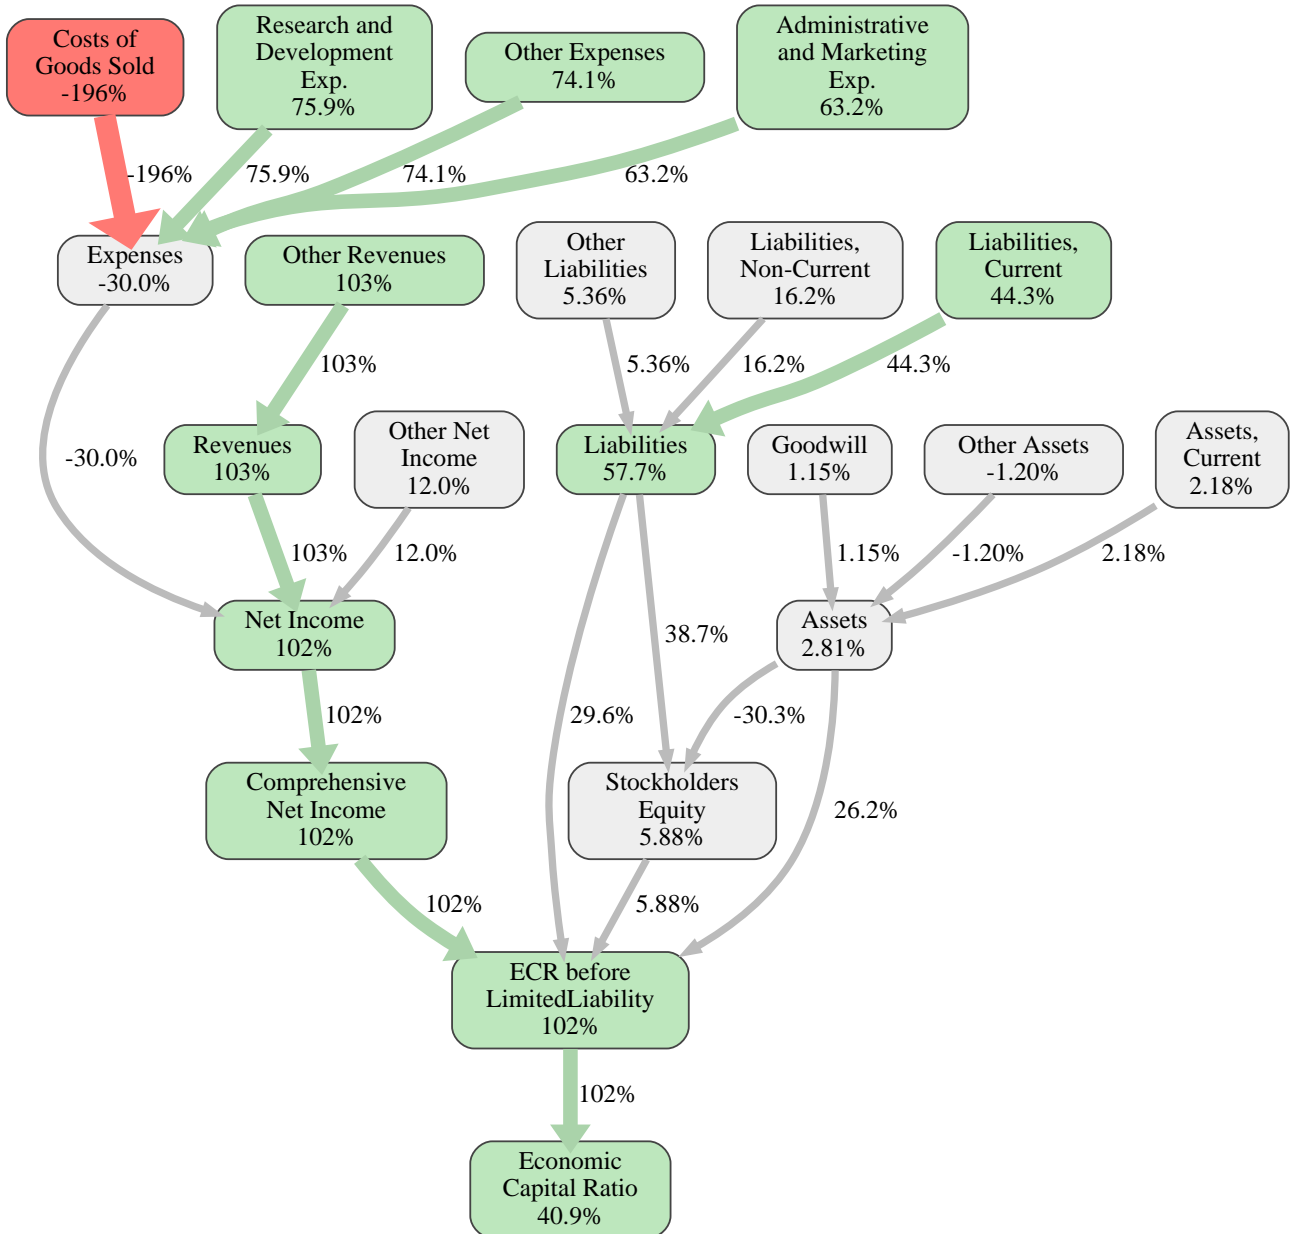 Costs of
Goods Sold
-196%
Research and
Development
Exp.
75.9%
Other Expenses
74.1%
Administrative
and Marketing
Exp.
63.2%
-196%
75.9%
74.1%
63.2%
Expenses
-30.0%
Other Revenues
103%
Other
Liabilities
5.36%
Liabilities,
Non-Current
16.2%
Liabilities,
Current
44.3%
103%
5.36%
16.2%
44.3%
-30.0%
Revenues
103%
Other Net
Income
12.0%
Liabilities
57.7%
Goodwill
1.15%
Other Assets
-1.20%
Assets,
Current
2.18%
103%
12.0%
1.15%
-1.20%
2.18%
Net Income
102%
38.7%
Assets
2.81%
102%
29.6%
-30.3%
Comprehensive
Net Income
102%
Stockholders
Equity
5.88%
26.2%
102%
5.88%
ECR before
LimitedLiability
102%
102%
Economic
Capital Ratio
40.9%